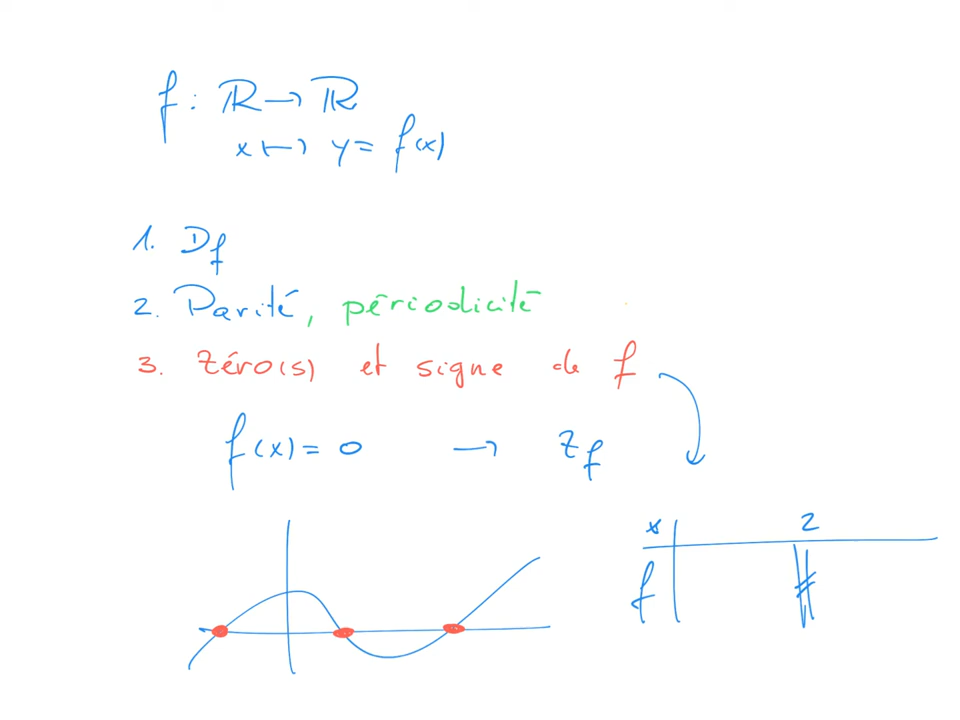 f : ℝ → ℝ
x ↦ y = f(x)
1. Df
2. Parité, périodicité
3. Zéro(s) et signe de f
f(x) = 0 → Zf
x 2
f